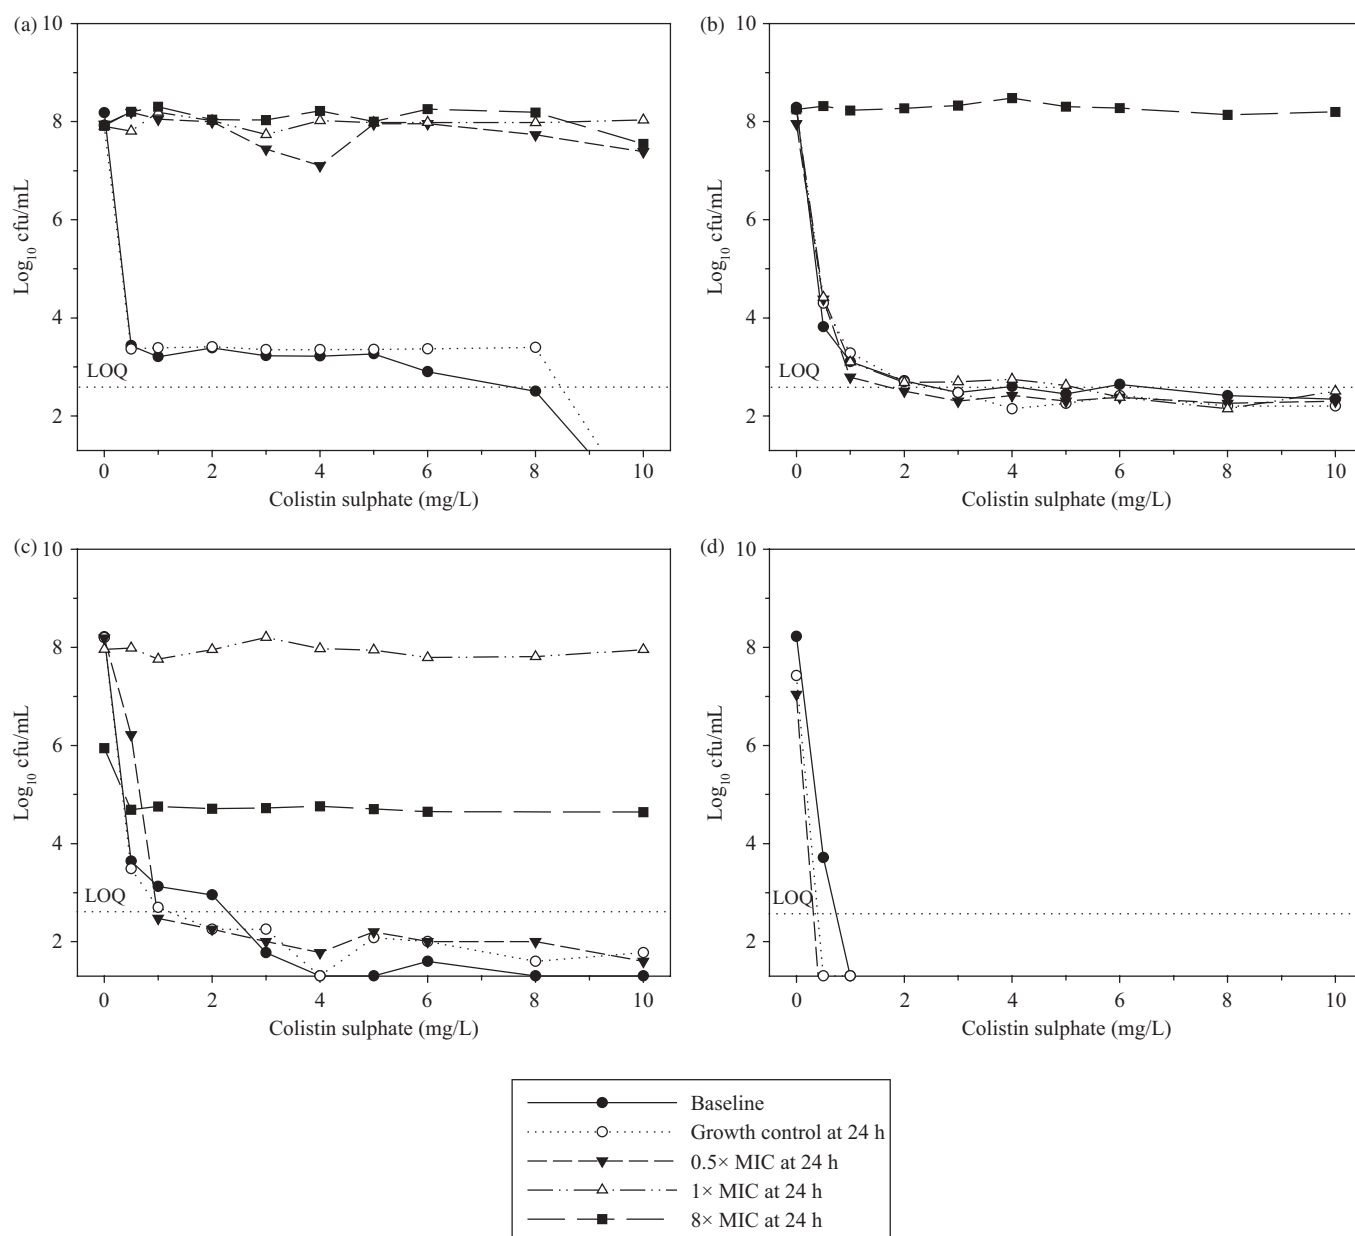 (a)
10
8
6
4
2
Log10 cfu/mL
LOQ
0 2 4 6 8 10
Colistin sulphate (mg/L)
(b)
10
8
6
4
2
Log10 cfu/mL
LOQ
0 2 4 6 8 10
Colistin sulphate (mg/L)
(c)
10
8
6
4
2
Log10 cfu/mL
LOQ
0 2 4 6 8 10
Colistin sulphate (mg/L)
(d)
10
8
6
4
2
Log10 cfu/mL
LOQ
0 2 4 6 8 10
Colistin sulphate (mg/L)
Baseline
Growth control at 24 h
0.5× MIC at 24 h
1× MIC at 24 h
8× MIC at 24 h